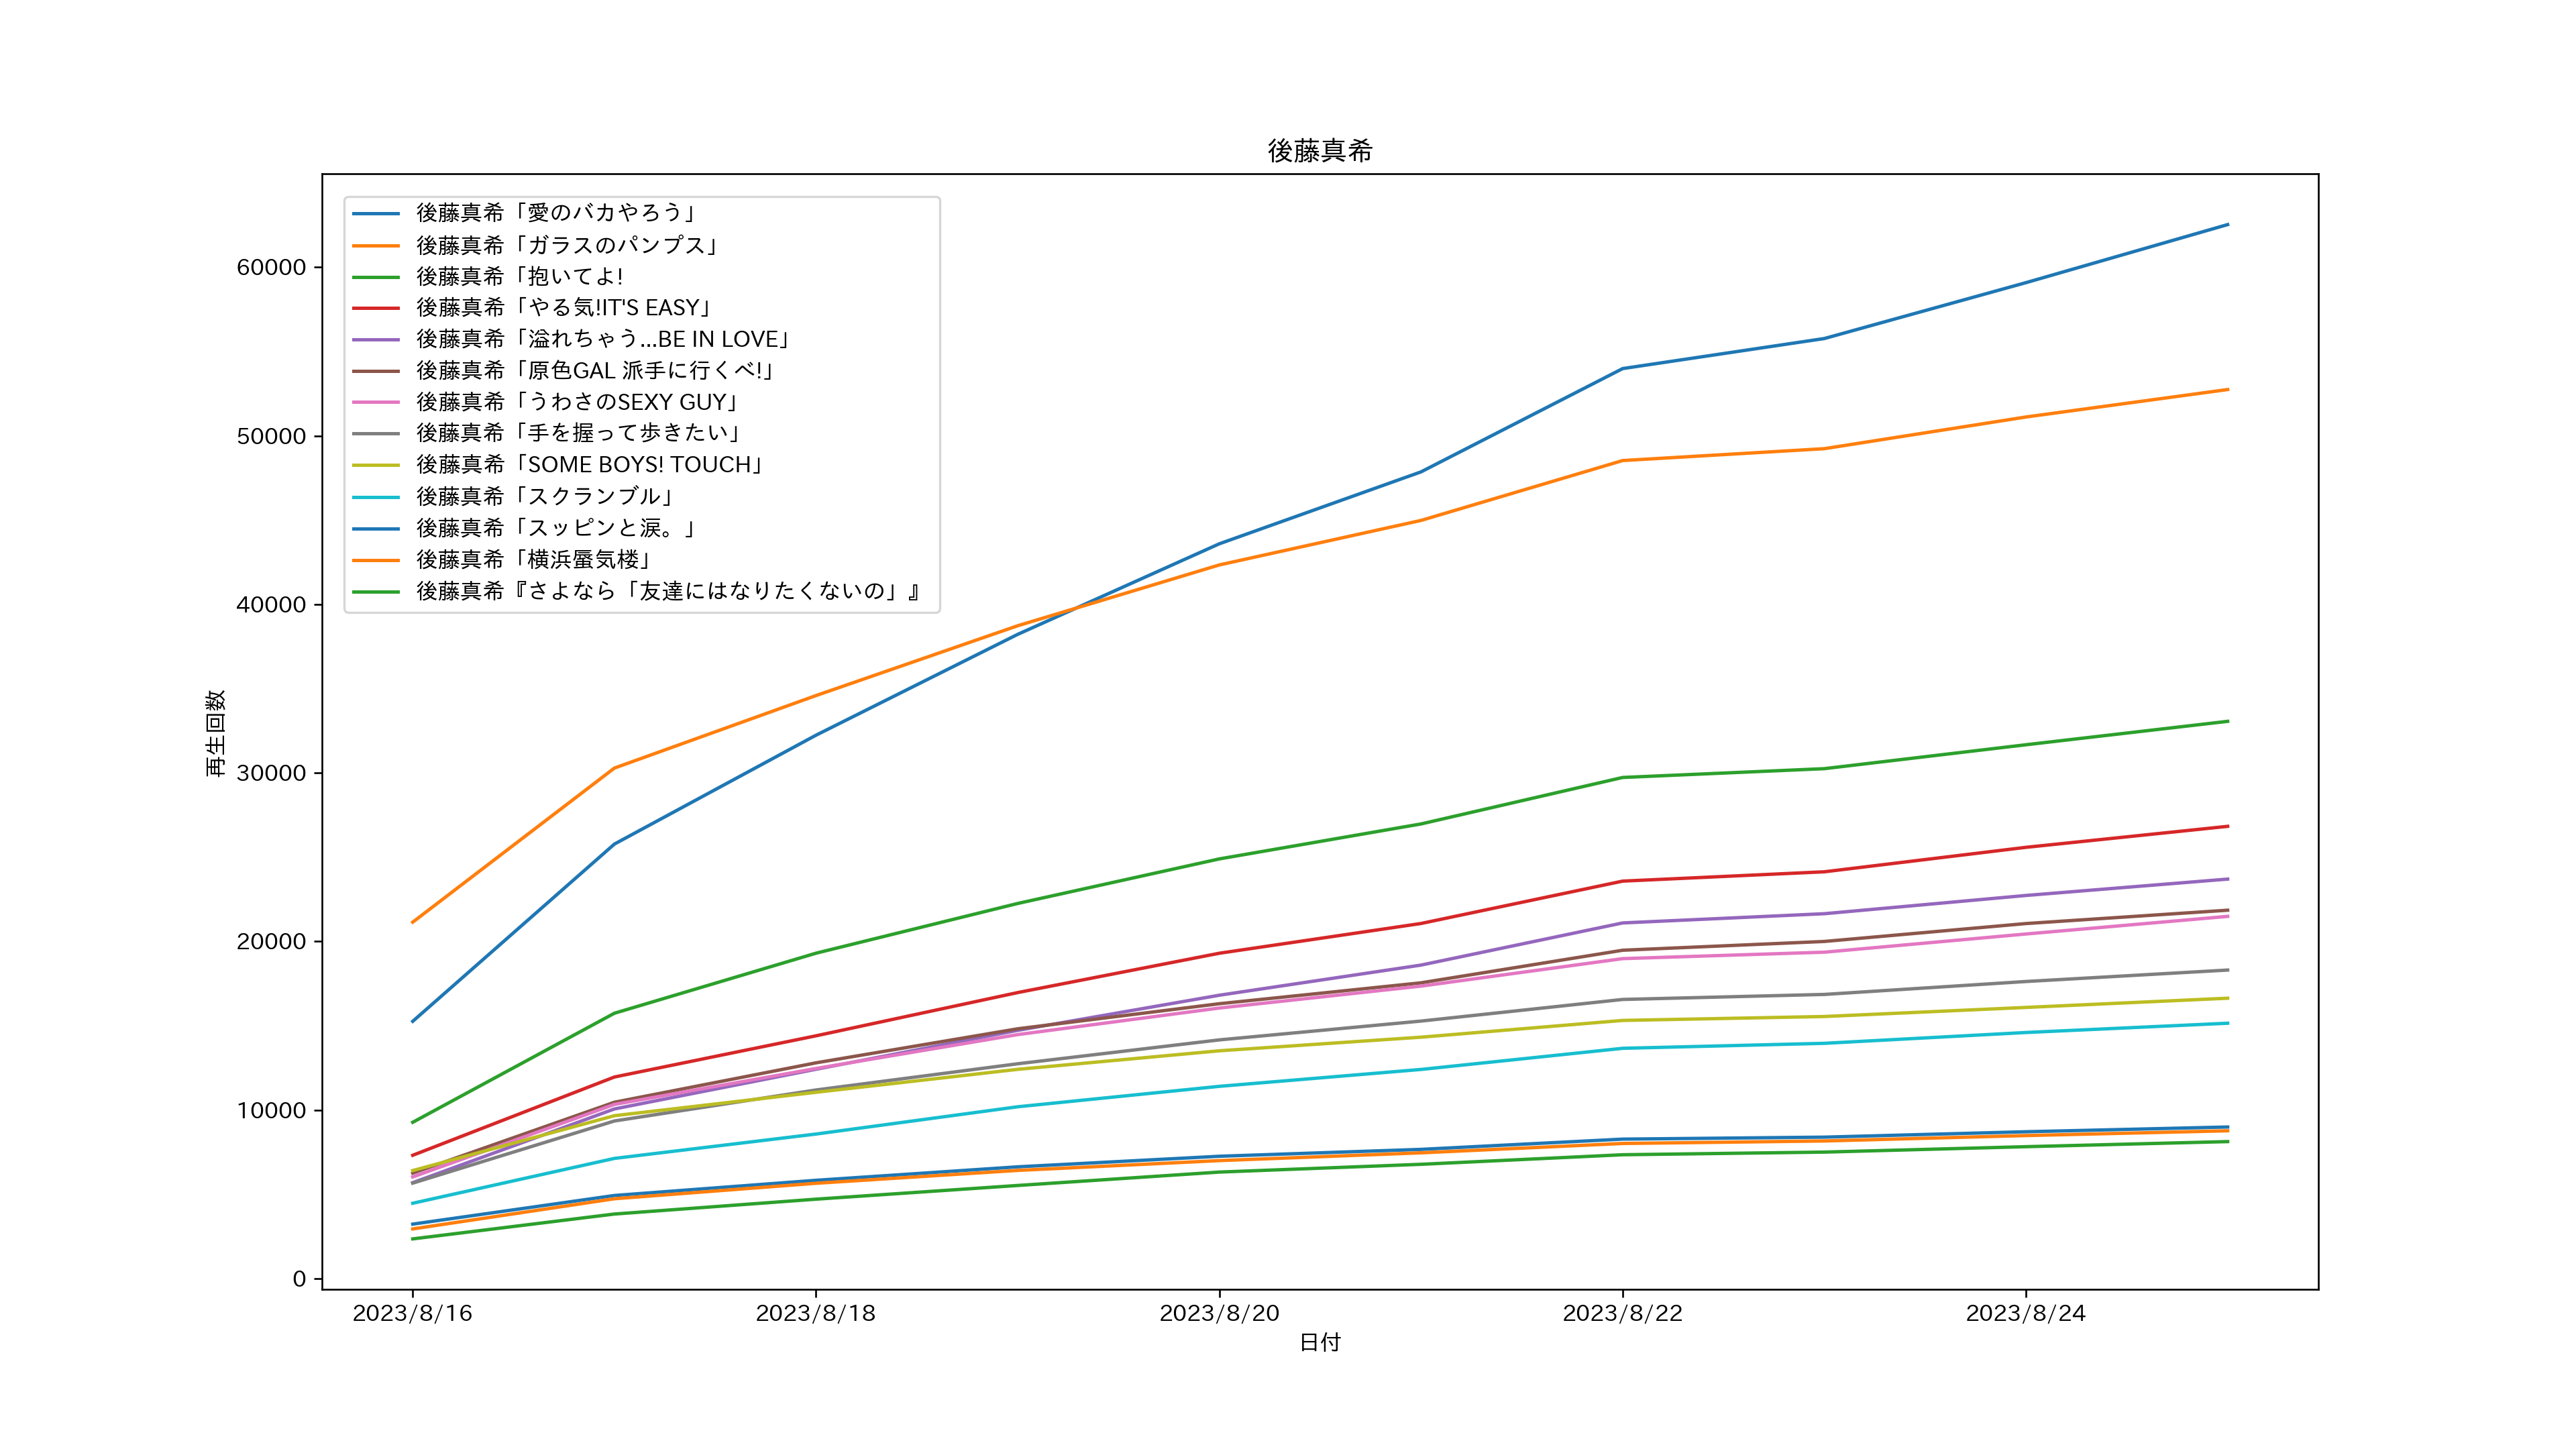 後藤真希
後藤真希「愛のバカやろう」
後藤真希「ガラスのパンプス」
後藤真希「抱いてよ!
後藤真希「やる気!IT'S EASY」
後藤真希「溢れちゃう...BE IN LOVE」
後藤真希「原色GAL 派手に行くべ!」
後藤真希「うわさのSEXY GUY」
後藤真希「手を握って歩きたい」
後藤真希「SOME BOYS! TOUCH」
後藤真希「スクランブル」
後藤真希「スッピンと涙。」
後藤真希「横浜蜃気楼」
後藤真希『さよなら「友達にはなりたくないの」』
再生回数
60000
50000
40000
30000
20000
10000
0
2023/8/16 2023/8/18 2023/8/20 2023/8/22 2023/8/24
日付